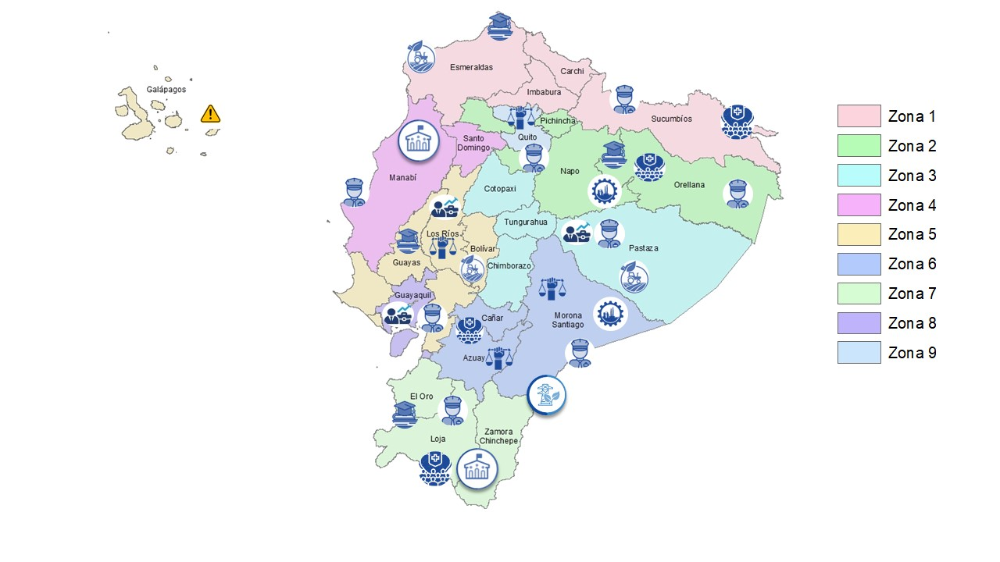 Galápagos
Esmeraldas
Carchi
Imbabura
Sucumbíos
Pichincha
Quito
Santo
Domingo
Manabí
Napo
Orellana
Cotopaxi
Tungurahua
Los Ríos
Bolívar
Pastaza
Guayas
Chimborazo
Guayaquil
Cañar
Morona
Santiago
Azuay
El Oro
Loja
Zamora
Chinchepe
Zona 1
Zona 2
Zona 3
Zona 4
Zona 5
Zona 6
Zona 7
Zona 8
Zona 9